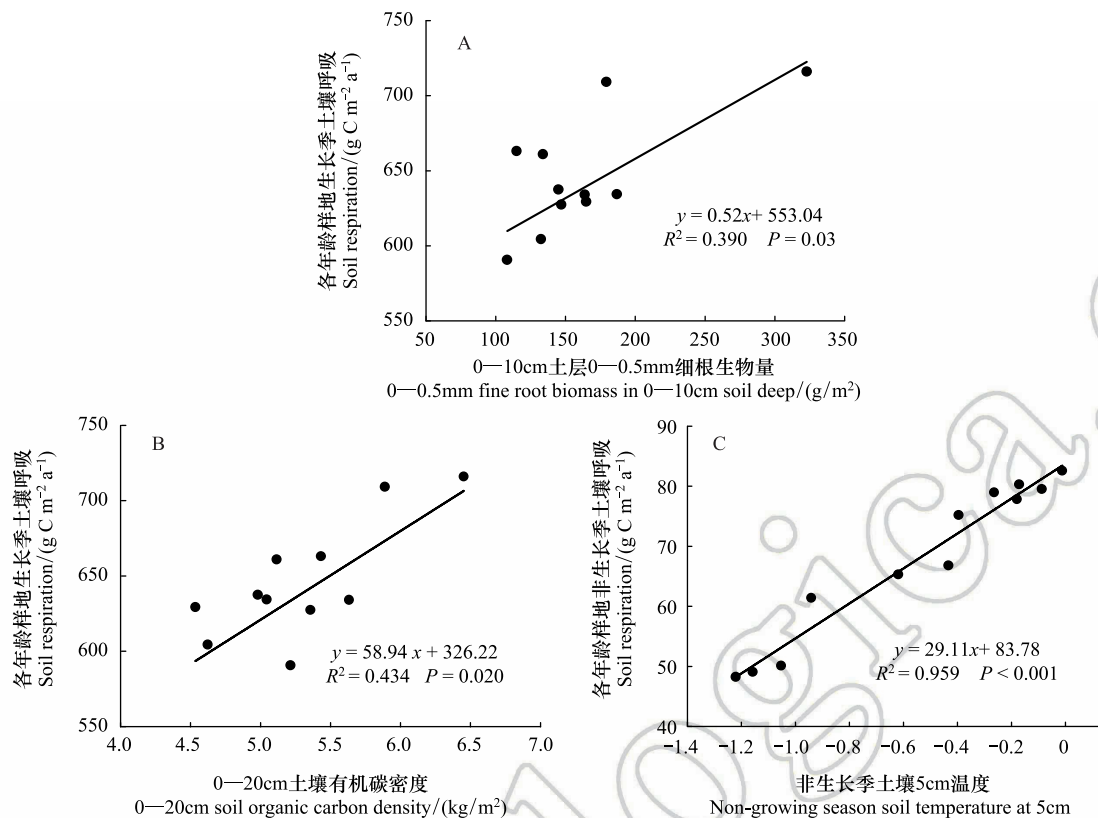 各年龄样地生长季土壤呼吸
Soil respiration/(g C m⁻² a⁻¹)
A
750
700
650
600
550
y = 0.52x + 553.04
R² = 0.390 P = 0.03
50 100 150 200 250 300 350
0—10cm土层0—0.5mm细根生物量
0—0.5mm fine root biomass in 0—10cm soil deep/(g/m²)
各年龄样地生长季土壤呼吸
Soil respiration/(g C m⁻² a⁻¹)
B
750
700
650
600
550
y = 58.94 x + 326.22
R² = 0.434 P = 0.020
4.0 4.5 5.0 5.5 6.0 6.5 7.0
0—20cm土壤有机碳密度
0—20cm soil organic carbon density/(kg/m²)
各年龄样地非生长季土壤呼吸
Soil respiration/(g C m⁻² a⁻¹)
C
90
80
70
60
50
40
y = 29.11x + 83.78
R² = 0.959 P < 0.001
−1.4 −1.2 −1.0 −0.8 −0.6 −0.4 −0.2 0
非生长季土壤5cm温度
Non-growing season soil temperature at 5cm